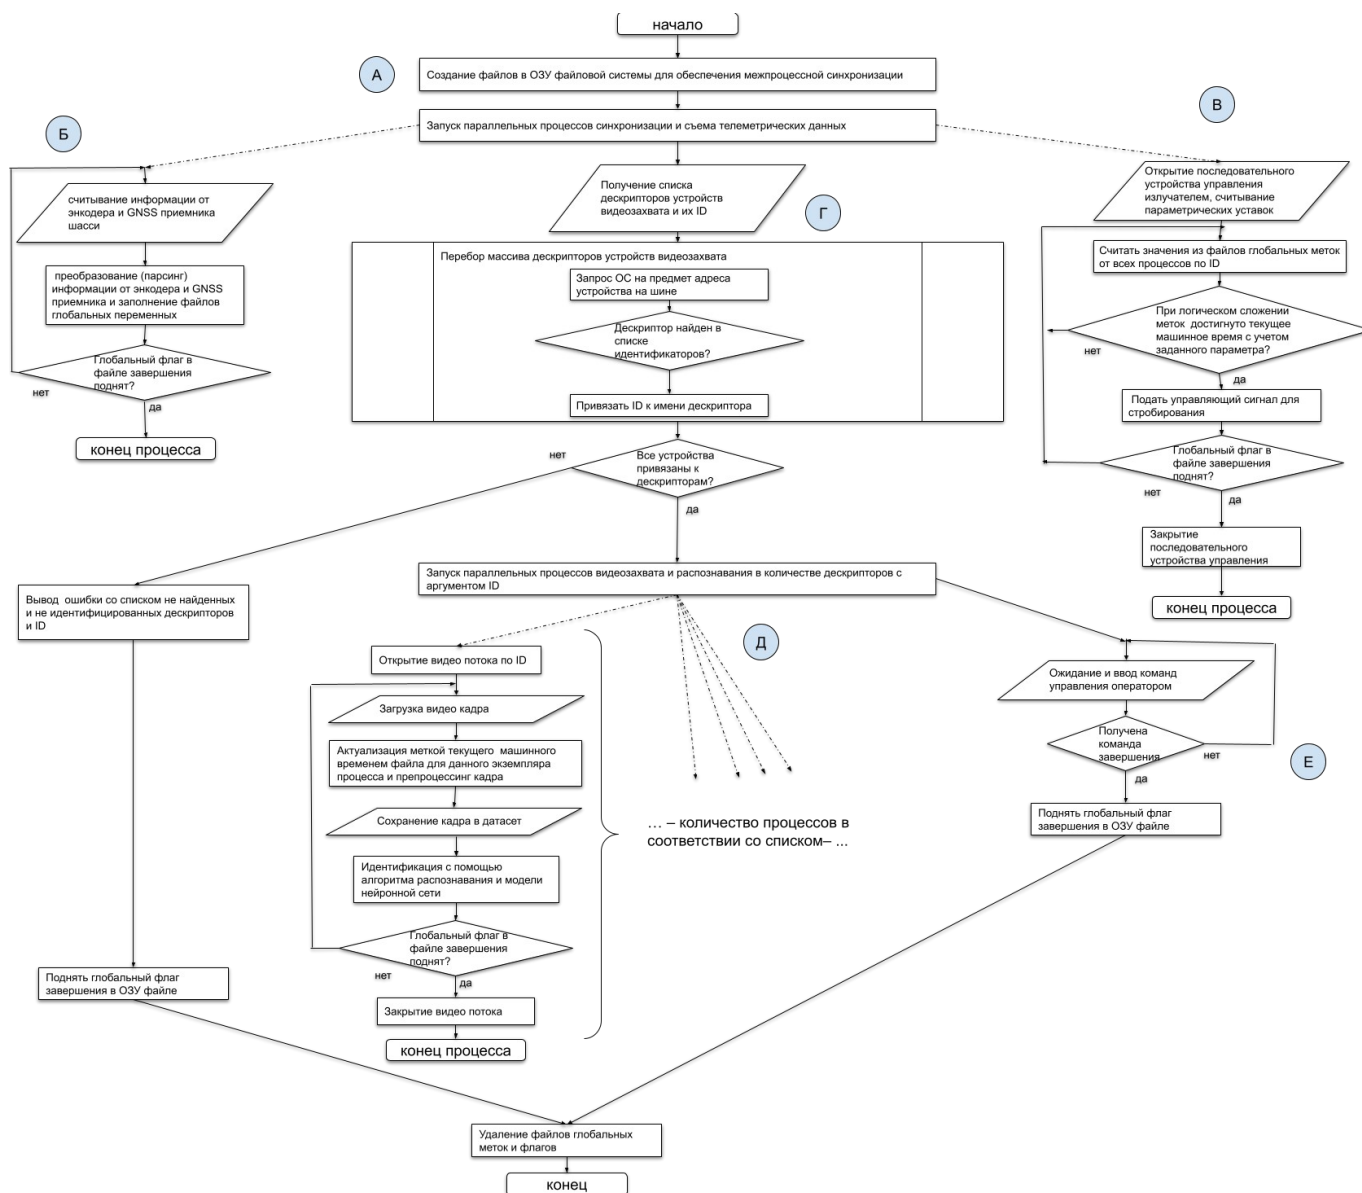 начало
А
Создание файлов в ОЗУ файловой системы для обеспечения межпроцессной синхронизации
В
Запуск параллельных процессов синхронизации и съема телеметрических данных
Б
считывание информации от
энкодера и GNSS приемника
шасси
преобразование (парсинг)
информации от энкодера и GNSS
приемника и заполнение файлов
глобальных переменных
Глобальный флаг в
файле завершения
поднят?
нет
да
конец процесса
Получение списка
дескрипторов устройств
видеозахвата и их ID
Г
Перебор массива дескрипторов устройств видеозахвата
Запрос ОС на предмет адреса
устройства на шине
Дескриптор найден в
списке
идентификаторов?
Привязать ID к имени дескриптора
нет
Все устройства
привязаны к
дескрипторам?
да
Открытие последовательного
устройства управления
излучателем, считывание
параметрических уставок
Считать значения из файлов глобальных меток
от всех процессов по ID
При логическом сложении
меток достигнуто текущее
машинное время с учетом
заданного параметра?
нет
да
Подать управляющий сигнал для
стробирования
Глобальный флаг в
файле завершения
поднят?
нет
да
Закрытие
последовательного
устройства управления
конец процесса
Запуск параллельных процессов видеозахвата и распознавания в количестве дескрипторов с
аргументом ID
Вывод ошибки со списком не найденных
и не идентифицированных дескрипторов
и ID
Д
Открытие видео потока по ID
Загрузка видео кадра
Актуализация меткой текущего машинного
временем файла для данного экземпляра
процесса и препроцессинг кадра
Сохранение кадра в датасет
Идентификация с помощью
алгоритма распознавания и модели
нейронной сети
Глобальный флаг в
файле завершения
поднят?
нет
да
Закрытие видео потока
конец процесса
… – количество процессов в
соответствии со списком– ...
Ожидание и ввод команд
управления оператором
Получена
команда
завершения
нет
Е
да
Поднять глобальный флаг
завершения в ОЗУ файле
Поднять глобальный флаг
завершения в ОЗУ файле
Удаление файлов глобальных
меток и флагов
конец